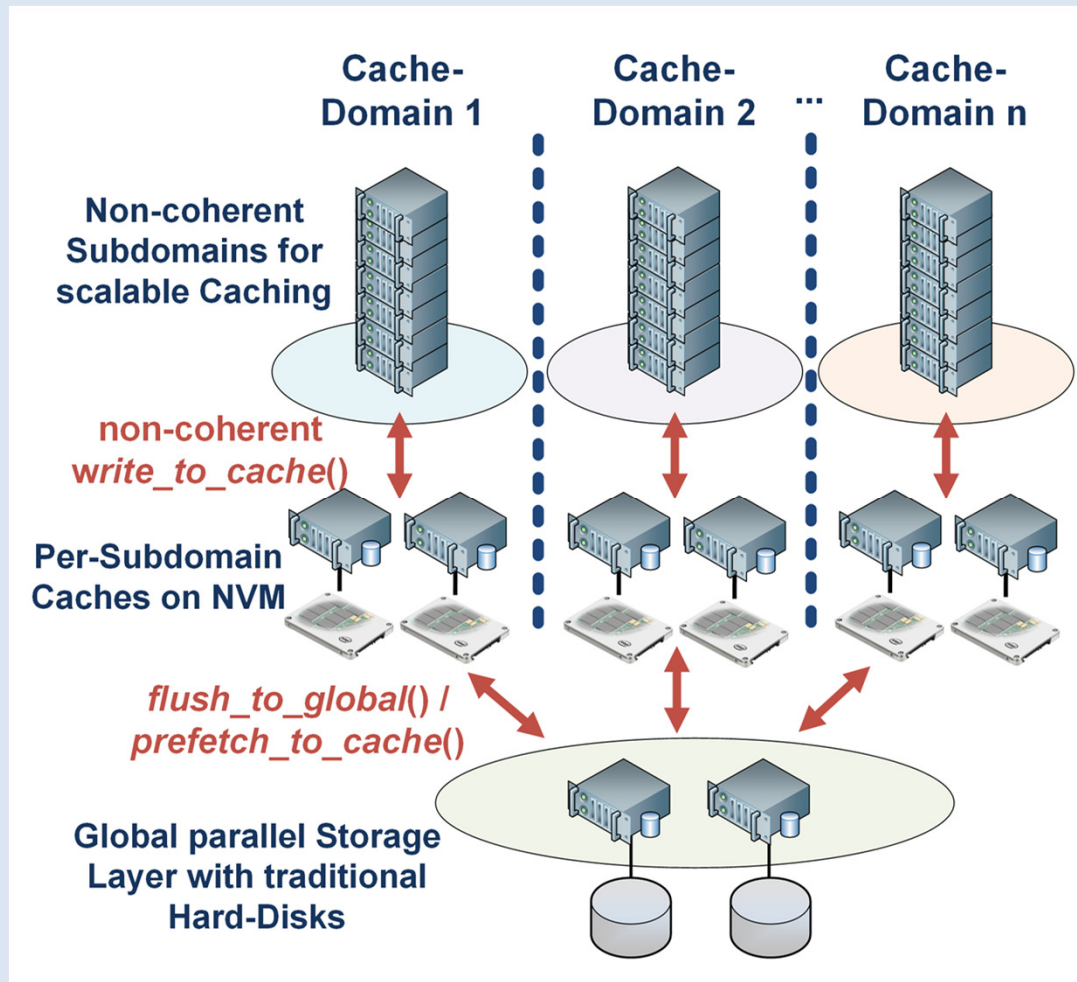 Cache-
Domain 1
Cache-
Domain 2
...
Cache-
Domain n
Non-coherent
Subdomains for
scalable Caching
non-coherent
write_to_cache()
Per-Subdomain
Caches on NVM
flush_to_global() /
prefetch_to_cache()
Global parallel Storage
Layer with traditional
Hard-Disks